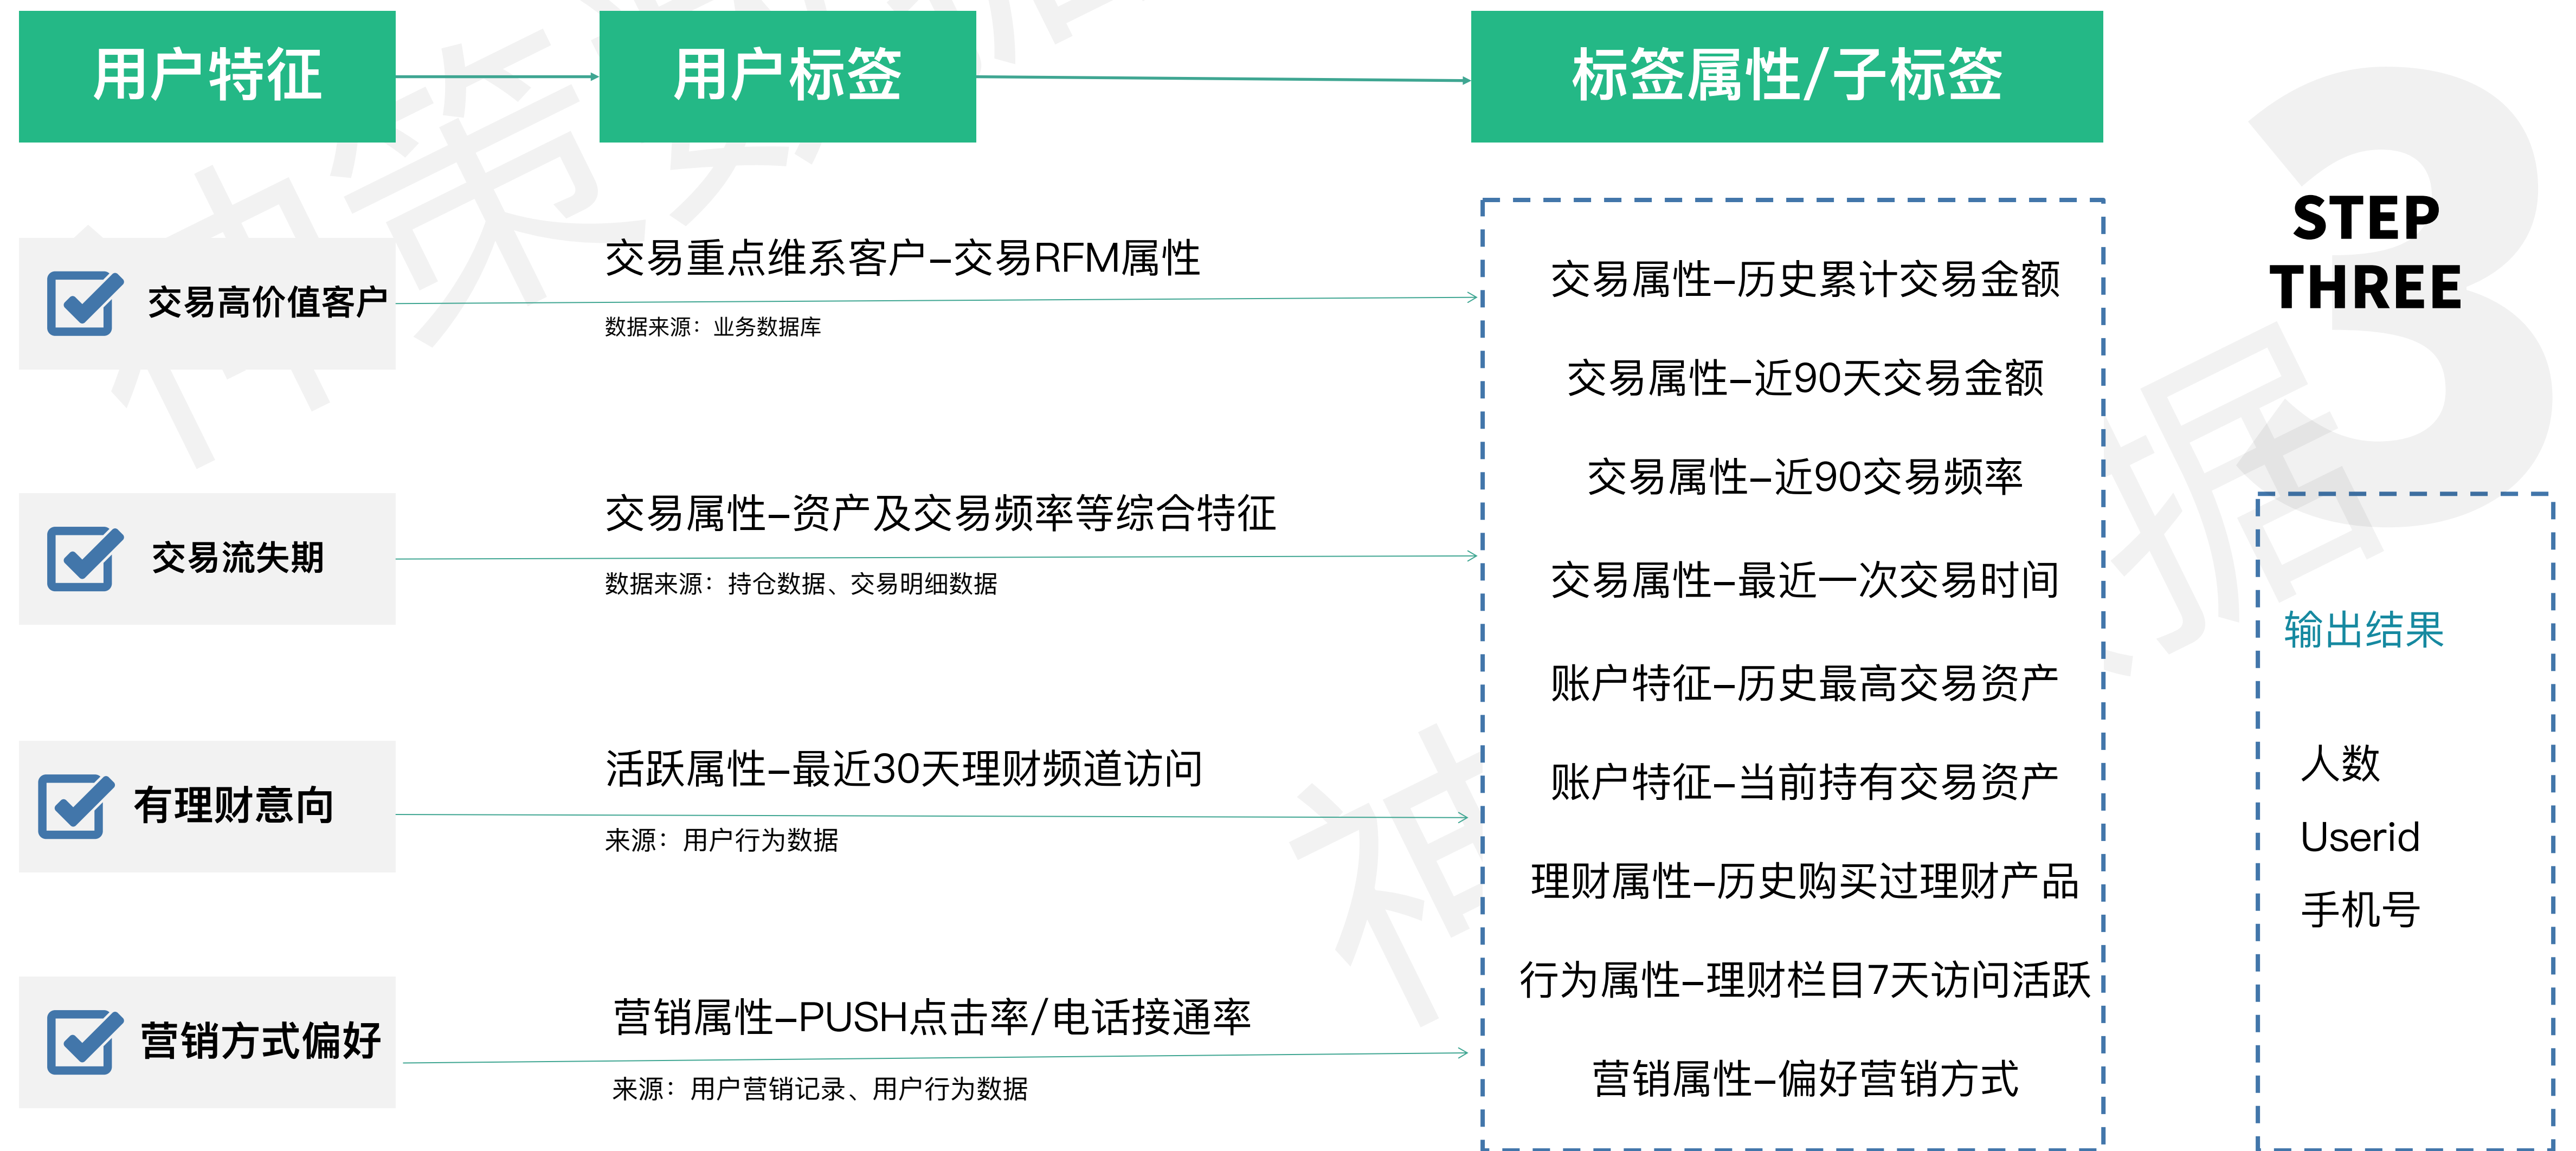 用户特征
用户标签
标签属性/子标签
交易高价值客户
交易重点维系客户–交易RFM属性
数据来源：业务数据库
交易流失期
交易属性–资产及交易频率等综合特征
数据来源：持仓数据、交易明细数据
有理财意向
活跃属性–最近30天理财频道访问
来源：用户行为数据
营销方式偏好
营销属性–PUSH点击率/电话接通率
来源：用户营销记录、用户行为数据
交易属性–历史累计交易金额
交易属性–近90天交易金额
交易属性–近90交易频率
交易属性–最近一次交易时间
账户特征–历史最高交易资产
账户特征–当前持有交易资产
理财属性–历史购买过理财产品
行为属性–理财栏目7天访问活跃
营销属性–偏好营销方式
3
STEP
THREE
输出结果
人数
Userid
手机号